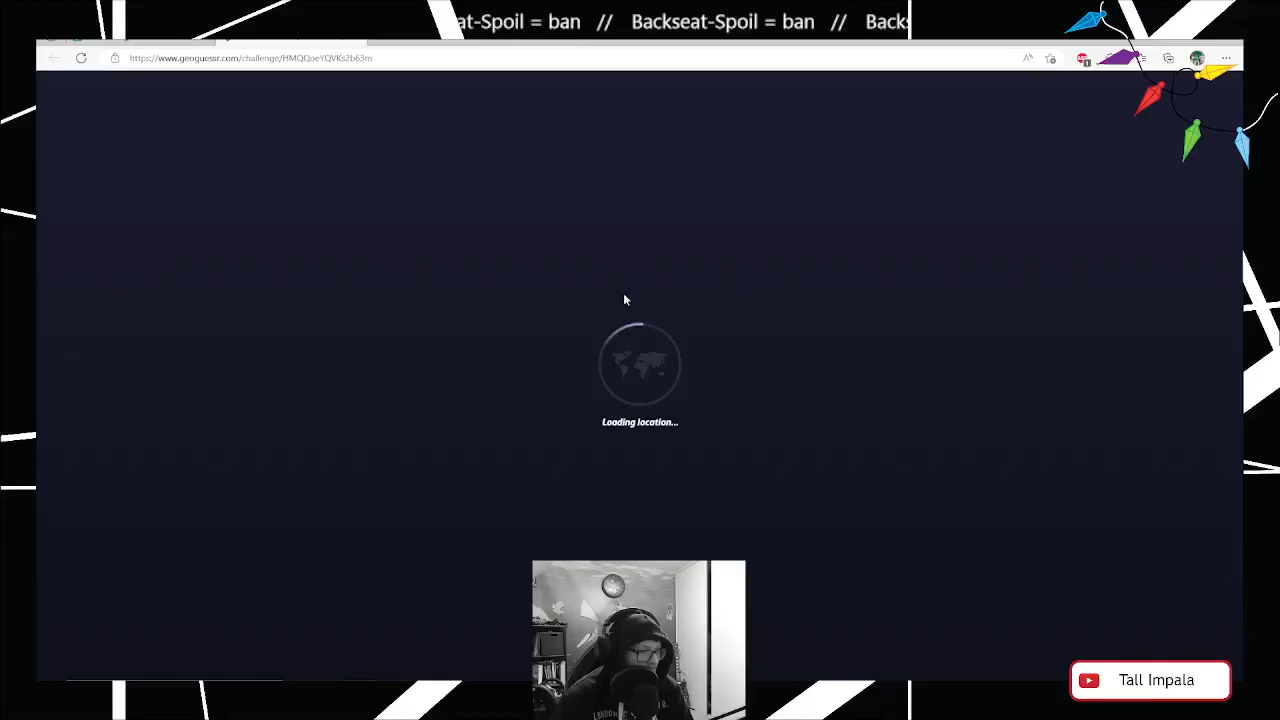 at-Spoil = ban // Backseat-Spoil = ban // Backs
https://www.geoguessr.com/challenge/HMQQoeYQVKs2b63m
Loading location...
Tall Impala